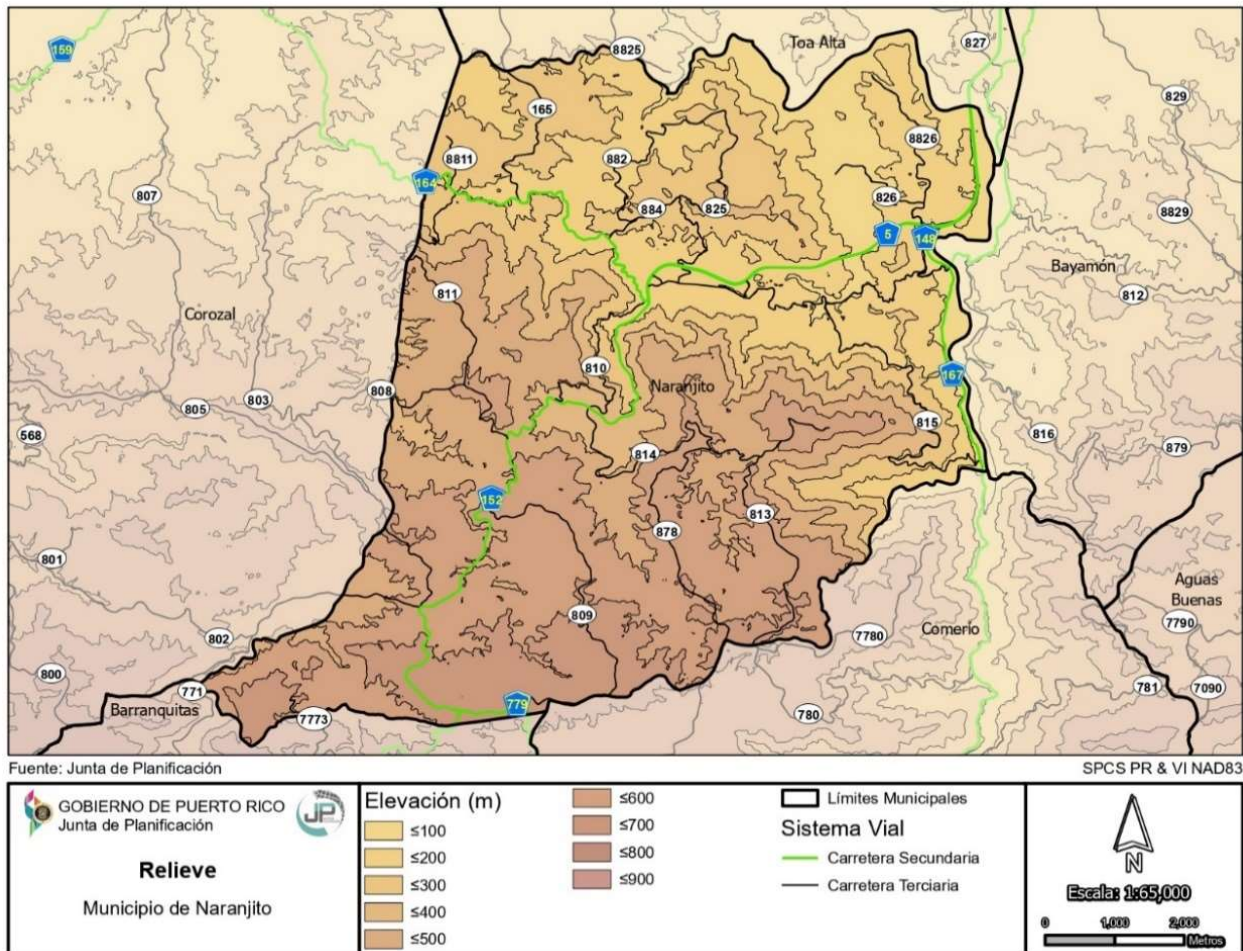 159
8825
Toa Alta
827
829
165
8826
8811
882
164
807
826
884
825
8829
5
148
Bayamón
811
812
Corozal
810
167
Naranjito
808
803
805
815
568
816
814
879
152
813
878
801
Aguas
Buenas
809
802
Comerío
7780
7790
800
771
781
7090
779
Barranquitas
7773
780
Fuente: Junta de Planificación
SPCS PR & VI NAD83
GOBIERNO DE PUERTO RICO
Junta de Planificación
JP
Relieve
Municipio de Naranjito
Elevación (m)
≤100
≤200
≤300
≤400
≤500
≤600
≤700
≤800
≤900
Límites Municipales
Sistema Vial
Carretera Secundaria
Carretera Terciaria
N
Escala: 1:65,000
0 1,000 2,000
Metros